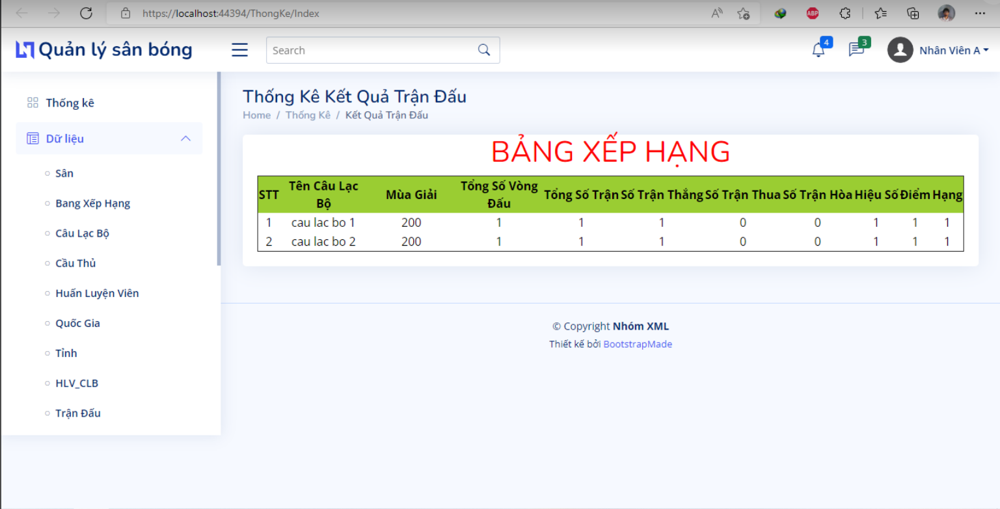 https://localhost:44394/ThongKe/Index
ABP
Quản lý sân bóng
Search
4
3
Nhân Viên A
Thống kê
Dữ liệu
Sân
Bang Xếp Hạng
Câu Lạc Bộ
Cầu Thủ
Huấn Luyện Viên
Quốc Gia
Tỉnh
HLV_CLB
Trận Đấu
Thống Kê Kết Quả Trận Đấu
Home / Thống Kê / Kết Quả Trận Đấu
BẢNG XẾP HẠNG
STT Tên Câu Lạc Bộ Mùa Giải Tổng Số Vòng Đấu Tổng Số Trận Số Trận Thắng Số Trận Thua Số Trận Hòa Hiệu Số Điểm Hạng
1 cau lac bo 1 200 1 1 1 0 0 1 1 1
2 cau lac bo 2 200 1 1 1 0 0 1 1 1
© Copyright Nhóm XML
Thiết kế bởi BootstrapMade